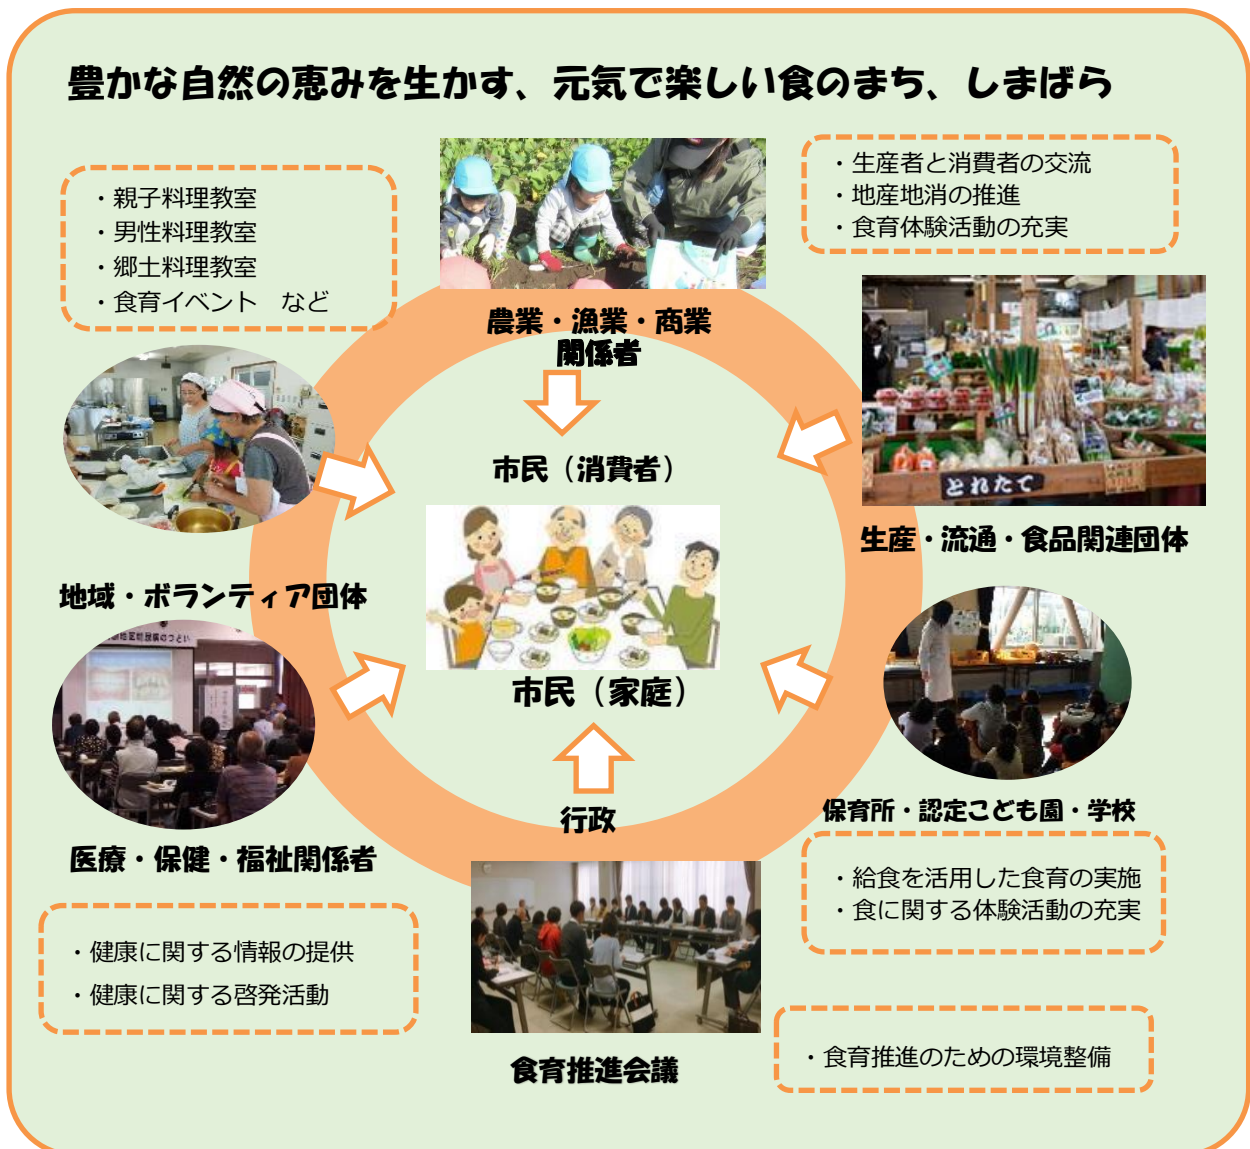 豊かな自然の恵みを生かす、元気で楽しい食のまち、しまばら
・親子料理教室
・男性料理教室
・郷土料理教室
・食育イベント　など
・生産者と消費者の交流
・地産地消の推進
・食育体験活動の充実
農業・漁業・商業
関係者
市民（消費者）
とれたて
生産・流通・食品関連団体
地域・ボランティア団体
市民（家庭）
行政
保育所・認定こども園・学校
医療・保健・福祉関係者
・給食を活用した食育の実施
・食に関する体験活動の充実
・健康に関する情報の提供
・健康に関する啓発活動
食育推進会議
・食育推進のための環境整備